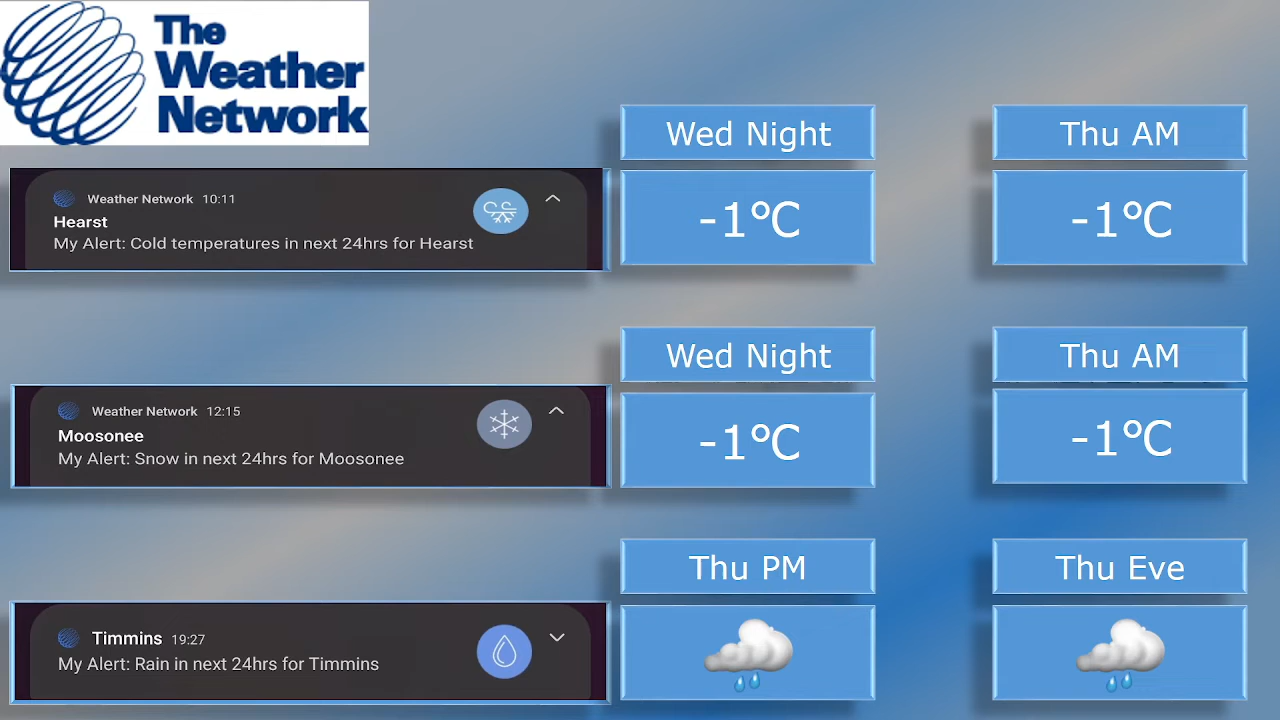 The
Weather
Network
Wed Night
Thu AM
Weather Network 10:11
Hearst
My Alert: Cold temperatures in next 24hrs for Hearst
-1°C
-1°C
Wed Night
Thu AM
Weather Network 12:15
Moosonee
My Alert: Snow in next 24hrs for Moosonee
-1°C
-1°C
Thu PM
Thu Eve
Timmins 19:27
My Alert: Rain in next 24hrs for Timmins